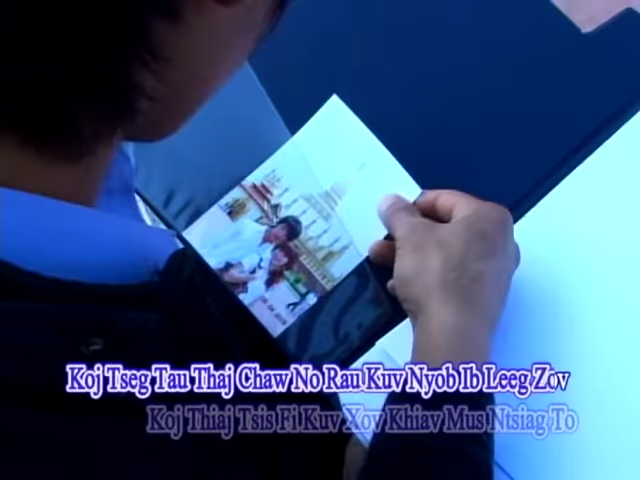 Koj Tseg Tau Thaj Chaw No Rau Kuv Nyob Ib Leeg Zov
Koj Thiaj Tsis Fi Kuv Xov Khiav Mus Ntsiag To